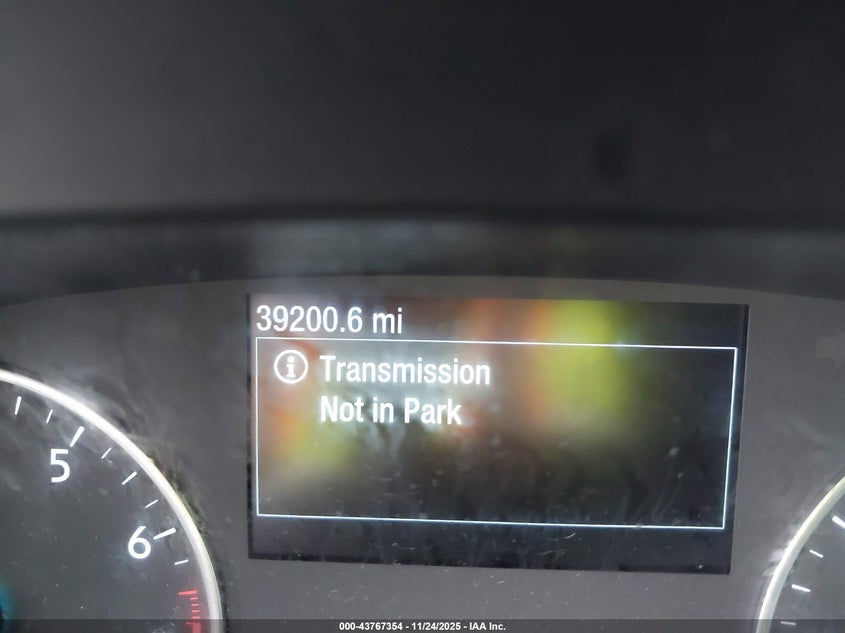 39200.6 mi
Transmission
Not in Park
5
6
000-43767354 - 11/24/2025 - IAA Inc.